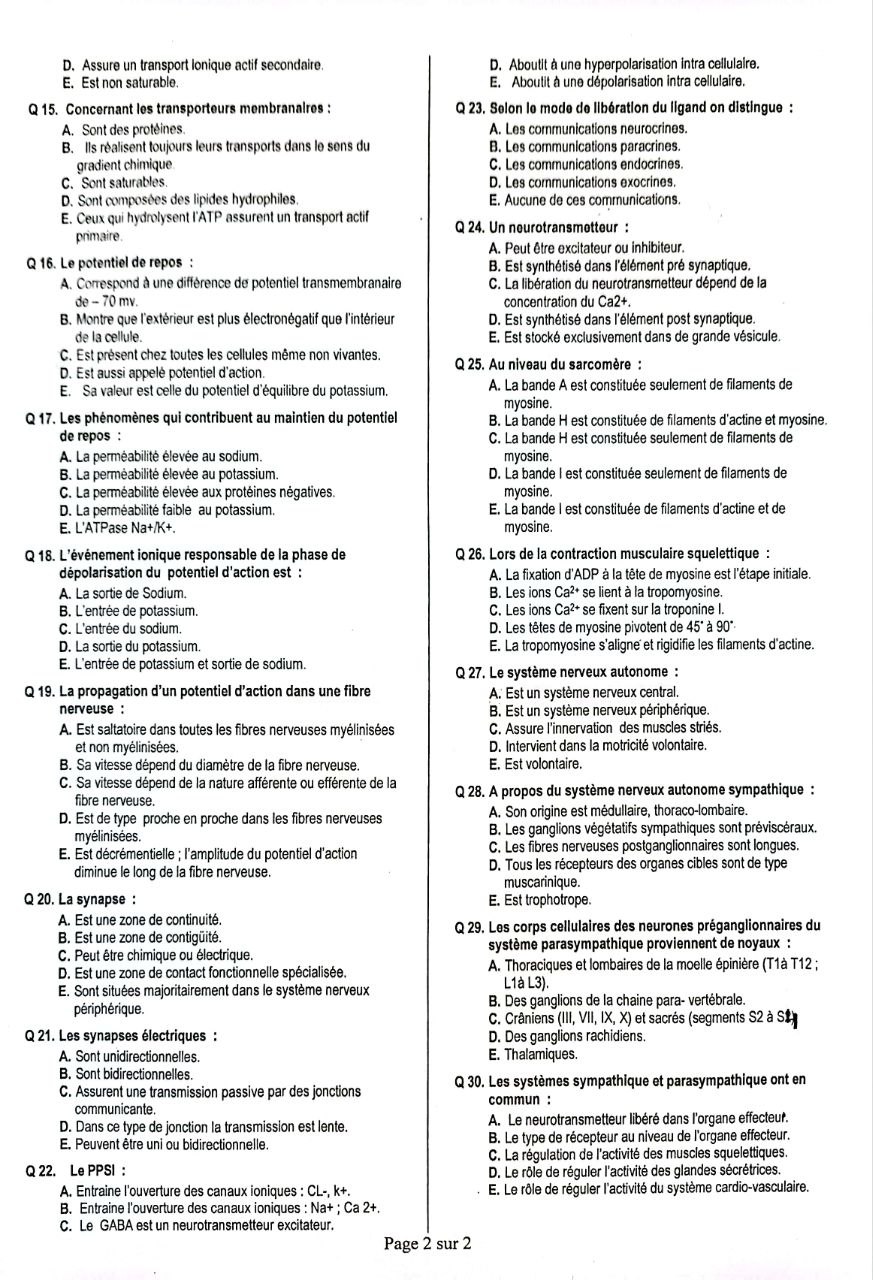 D. Assure un transport Ionique actif secondaire.
E. Est non saturable.
Q 15. Concernant les transporteurs membranaires :
A. Sont des protéines.
B. Ils réalisent toujours leurs transports dans le sens du
gradient chimique
C. Sont saturables.
D. Sont composées des lipides hydrophiles.
E. Ceux qui hydrolysent l'ATP assurent un transport actif
primaire.
Q 16. Le potentiel de repos :
A. Correspond à une différence de potentiel transmembranaire
de – 70 mv.
B. Montre que l'extérieur est plus électronégatif que l'intérieur
de la cellule.
C. Est présent chez toutes les cellules même non vivantes.
D. Est aussi appelé potentiel d'action.
E. Sa valeur est celle du potentiel d'équilibre du potassium.
Q 17. Les phénomènes qui contribuent au maintien du potentiel
de repos :
A. La perméabilité élevée au sodium.
B. La perméabilité élevée au potassium.
C. La perméabilité élevée aux protéines négatives.
D. La perméabilité faible au potassium.
E. L'ATPase Na+/K+.
Q 18. L'événement ionique responsable de la phase de
dépolarisation du potentiel d'action est :
A. La sortie de Sodium.
B. L'entrée de potassium.
C. L'entrée du sodium.
D. La sortie du potassium.
E. L'entrée de potassium et sortie de sodium.
Q 19. La propagation d'un potentiel d'action dans une fibre
nerveuse :
A. Est saltatoire dans toutes les fibres nerveuses myélinisées
et non myélinisées.
B. Sa vitesse dépend du diamètre de la fibre nerveuse.
C. Sa vitesse dépend de la nature afférente ou efférente de la
fibre nerveuse.
D. Est de type proche en proche dans les fibres nerveuses
myélinisées.
E. Est décrémentielle ; l'amplitude du potentiel d'action
diminue le long de la fibre nerveuse.
Q 20. La synapse :
A. Est une zone de continuité.
B. Est une zone de contigüité.
C. Peut être chimique ou électrique.
D. Est une zone de contact fonctionnelle spécialisée.
E. Sont situées majoritairement dans le système nerveux
périphérique.
Q 21. Les synapses électriques :
A. Sont unidirectionnelles.
B. Sont bidirectionnelles.
C. Assurent une transmission passive par des jonctions
communicante.
D. Dans ce type de jonction la transmission est lente.
E. Peuvent être uni ou bidirectionnelle.
Q 22. Le PPSI :
A. Entraine l'ouverture des canaux ioniques : CL-, k+.
B. Entraine l'ouverture des canaux ioniques : Na+ ; Ca 2+.
C. Le GABA est un neurotransmetteur excitateur.
D. Aboutit à une hyperpolarisation intra cellulaire.
E. Aboutit à une dépolarisation intra cellulaire.
Q 23. Selon le mode de libération du ligand on distingue :
A. Les communications neurocrines.
B. Les communications paracrines.
C. Les communications endocrines.
D. Les communications exocrines.
E. Aucune de ces communications.
Q 24. Un neurotransmetteur :
A. Peut être excitateur ou inhibiteur.
B. Est synthétisé dans l'élément pré synaptique.
C. La libération du neurotransmetteur dépend de la
concentration du Ca2+.
D. Est synthétisé dans l'élément post synaptique.
E. Est stocké exclusivement dans de grande vésicule.
Q 25. Au niveau du sarcomère :
A. La bande A est constituée seulement de filaments de
myosine.
B. La bande H est constituée de filaments d'actine et myosine.
C. La bande H est constituée seulement de filaments de
myosine.
D. La bande I est constituée seulement de filaments de
myosine.
E. La bande I est constituée de filaments d'actine et de
myosine.
Q 26. Lors de la contraction musculaire squelettique :
A. La fixation d'ADP à la tête de myosine est l'étape initiale.
B. Les ions Ca²⁺ se lient à la tropomyosine.
C. Les ions Ca²⁺ se fixent sur la troponine I.
D. Les têtes de myosine pivotent de 45° à 90°.
E. La tropomyosine s'aligne et rigidifie les filaments d'actine.
Q 27. Le système nerveux autonome :
A. Est un système nerveux central.
B. Est un système nerveux périphérique.
C. Assure l'innervation des muscles striés.
D. Intervient dans la motricité volontaire.
E. Est volontaire.
Q 28. A propos du système nerveux autonome sympathique :
A. Son origine est médullaire, thoraco-lombaire.
B. Les ganglions végétatifs sympathiques sont préviscéraux.
C. Les fibres nerveuses postganglionnaires sont longues.
D. Tous les récepteurs des organes cibles sont de type
muscarinique.
E. Est trophotrope.
Q 29. Les corps cellulaires des neurones préganglionnaires du
système parasympathique proviennent de noyaux :
A. Thoraciques et lombaires de la moelle épinière (T1à T12 ;
L1à L3).
B. Des ganglions de la chaine para- vertébrale.
C. Crâniens (III, VII, IX, X) et sacrés (segments S2 à
D. Des ganglions rachidiens.
E. Thalamiques.
Q 30. Les systèmes sympathique et parasympathique ont en
commun :
A. Le neurotransmetteur libéré dans l'organe effecteur.
B. Le type de récepteur au niveau de l'organe effecteur.
C. La régulation de l'activité des muscles squelettiques.
D. Le rôle de réguler l'activité des glandes sécrétrices.
E. Le rôle de réguler l'activité du système cardio-vasculaire.
Page 2 sur 2